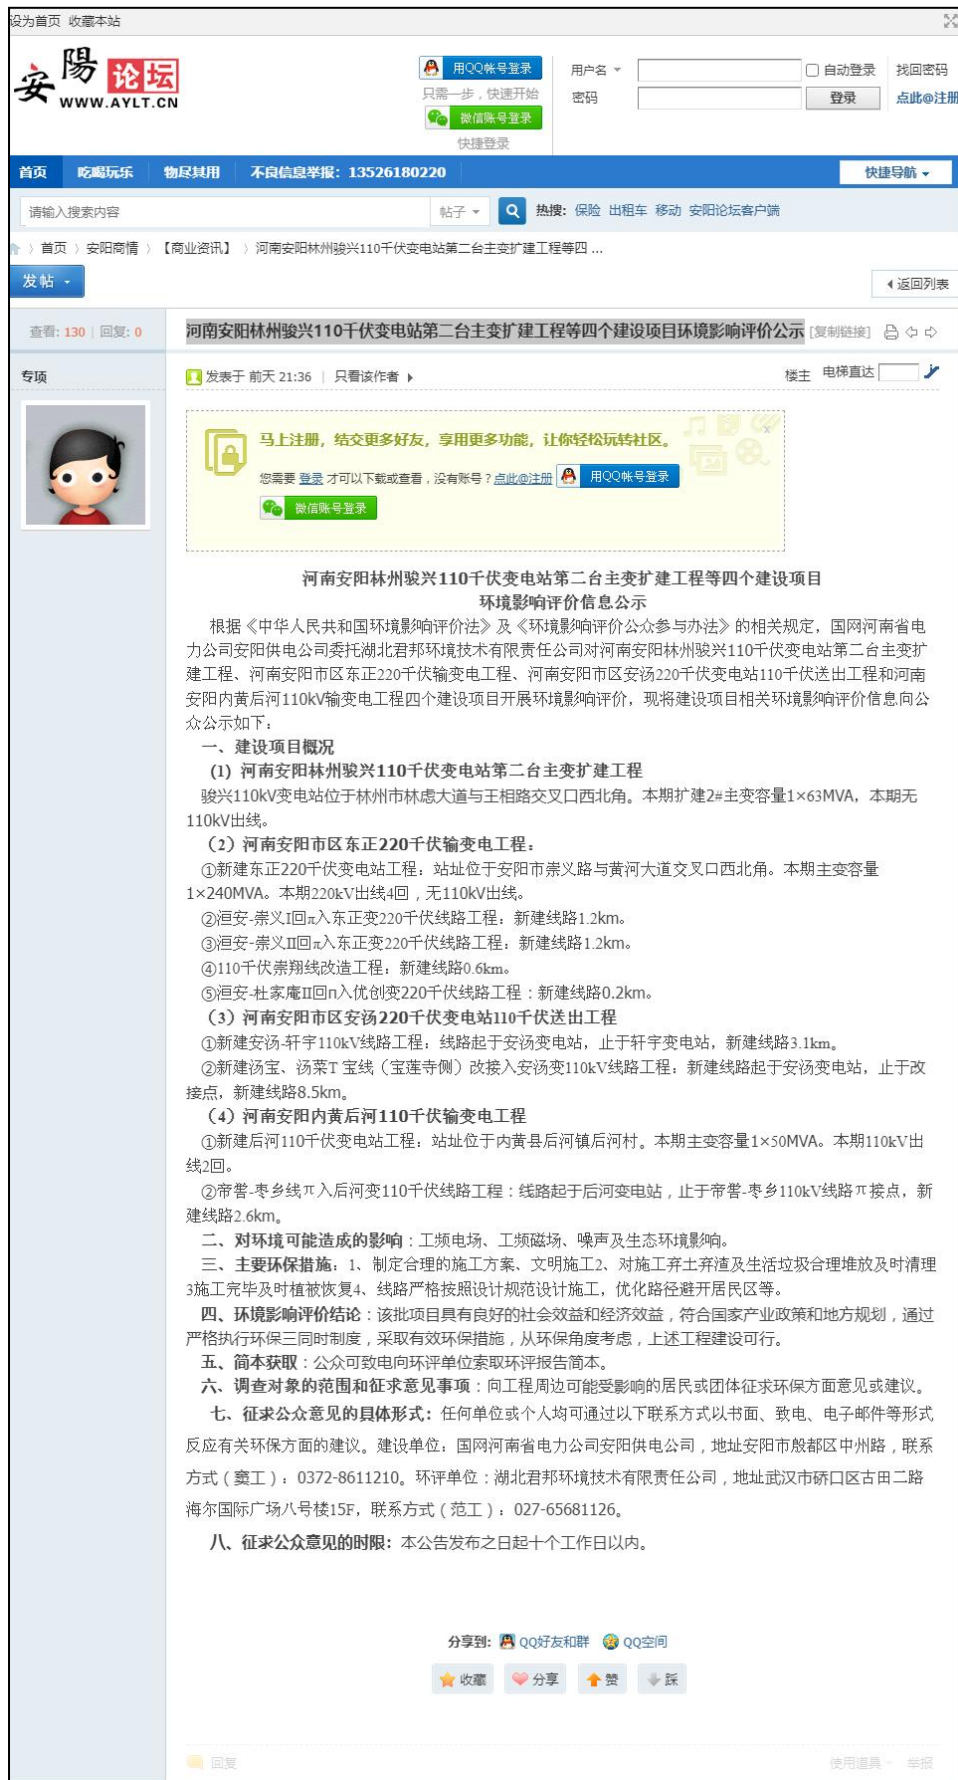 设为首页 收藏本站
安陽论坛
WWW.AYLT.CN
用QQ帐号登录
只需一步，快速开始
微信账号登录
快捷登录
用户名
自动登录
找回密码
密码
登录
点此@注册
首页 吃喝玩乐 物尽其用 不良信息举报：13526180220
快捷导航
请输入搜索内容
帖子
热搜: 保险 出租车 移动 安阳论坛客户端
首页 〉安阳商情 〉【商业资讯】 〉河南安阳林州骏兴110千伏变电站第二台主变扩建工程等四 ...
发帖
返回列表
查看: 130 | 回复: 0
河南安阳林州骏兴110千伏变电站第二台主变扩建工程等四个建设项目环境影响评价公示 [复制链接]
专项
发表于 前天 21:36 | 只看该作者
楼主 电梯直达
马上注册，结交更多好友，享用更多功能，让你轻松玩转社区。
x
您需要 登录 才可以下载或查看，没有账号？点此@注册 用QQ帐号登录
微信账号登录
河南安阳林州骏兴110千伏变电站第二台主变扩建工程等四个建设项目
环境影响评价信息公示
根据《中华人民共和国环境影响评价法》及《环境影响评价公众参与办法》的相关规定，国网河南省电
力公司安阳供电公司委托湖北君邦环境技术有限责任公司对河南安阳林州骏兴110千伏变电站第二台主变扩
建工程、河南安阳市区东正220千伏输变电工程、河南安阳市区安汤220千伏变电站110千伏送出工程和河南
安阳内黄后河110kV输变电工程四个建设项目开展环境影响评价，现将建设项目相关环境影响评价信息向公
众公示如下：
一、建设项目概况
(1) 河南安阳林州骏兴110千伏变电站第二台主变扩建工程
骏兴110kV变电站位于林州市林虑大道与王相路交叉口西北角。本期扩建2#主变容量1×63MVA，本期无
110kV出线。
（2）河南安阳市区东正220千伏输变电工程：
①新建东正220千伏变电站工程：站址位于安阳市崇义路与黄河大道交叉口西北角。本期主变容量
1×240MVA。本期220kV出线4回，无110kV出线。
②洹安-崇义I回π入东正变220千伏线路工程：新建线路1.2km。
③洹安-崇义II回π入东正变220千伏线路工程：新建线路1.2km。
④110千伏崇翔线改造工程：新建线路0.6km。
⑤洹安-杜家庵II回п入优创变220千伏线路工程：新建线路0.2km。
（3）河南安阳市区安汤220千伏变电站110千伏送出工程
①新建安汤-轩宇110kV线路工程：线路起于安汤变电站，止于轩宇变电站，新建线路3.1km。
②新建汤宝、汤菜T 宝线（宝莲寺侧）改接入安汤变110kV线路工程：新建线路起于安汤变电站，止于改
接点，新建线路8.5km。
（4）河南安阳内黄后河110千伏输变电工程
①新建后河110千伏变电站工程：站址位于内黄县后河镇后河村。本期主变容量1×50MVA。本期110kV出
线2回。
②帝喾-枣乡线π入后河变110千伏线路工程：线路起于后河变电站，止于帝喾-枣乡110kV线路π接点，新
建线路2.6km。
二、对环境可能造成的影响：工频电场、工频磁场、噪声及生态环境影响。
三、主要环保措施：1、制定合理的施工方案、文明施工2、对施工弃土弃渣及生活垃圾合理堆放及时清理
3施工完毕及时植被恢复4、线路严格按照设计规范设计施工，优化路径避开居民区等。
四、环境影响评价结论：该批项目具有良好的社会效益和经济效益，符合国家产业政策和地方规划，通过
严格执行环保三同时制度，采取有效环保措施，从环保角度考虑，上述工程建设可行。
五、简本获取：公众可致电向环评单位索取环评报告简本。
六、调查对象的范围和征求意见事项：向工程周边可能受影响的居民或团体征求环保方面意见或建议。
七、征求公众意见的具体形式：任何单位或个人均可通过以下联系方式以书面、致电、电子邮件等形式
反应有关环保方面的建议。建设单位：国网河南省电力公司安阳供电公司，地址安阳市殷都区中州路，联系
方式（窦工）：0372-8611210。环评单位：湖北君邦环境技术有限责任公司，地址武汉市硚口区古田二路
海尔国际广场八号楼15F，联系方式（范工）：027-65681126。
八、征求公众意见的时限：本公告发布之日起十个工作日以内。
分享到: QQ好友和群 QQ空间
收藏 分享 赞 踩
回复
使用道具 举报